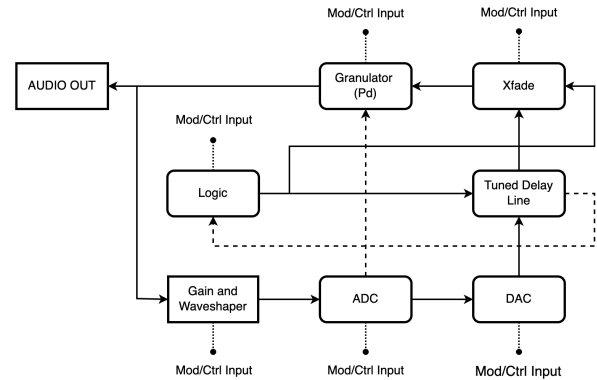 Mod/Ctrl Input
Mod/Ctrl Input
AUDIO OUT
Granulator
(Pd)
Xfade
Mod/Ctrl Input
Logic
Tuned Delay
Line
Gain and
Waveshaper
ADC
DAC
Mod/Ctrl Input
Mod/Ctrl Input
Mod/Ctrl Input